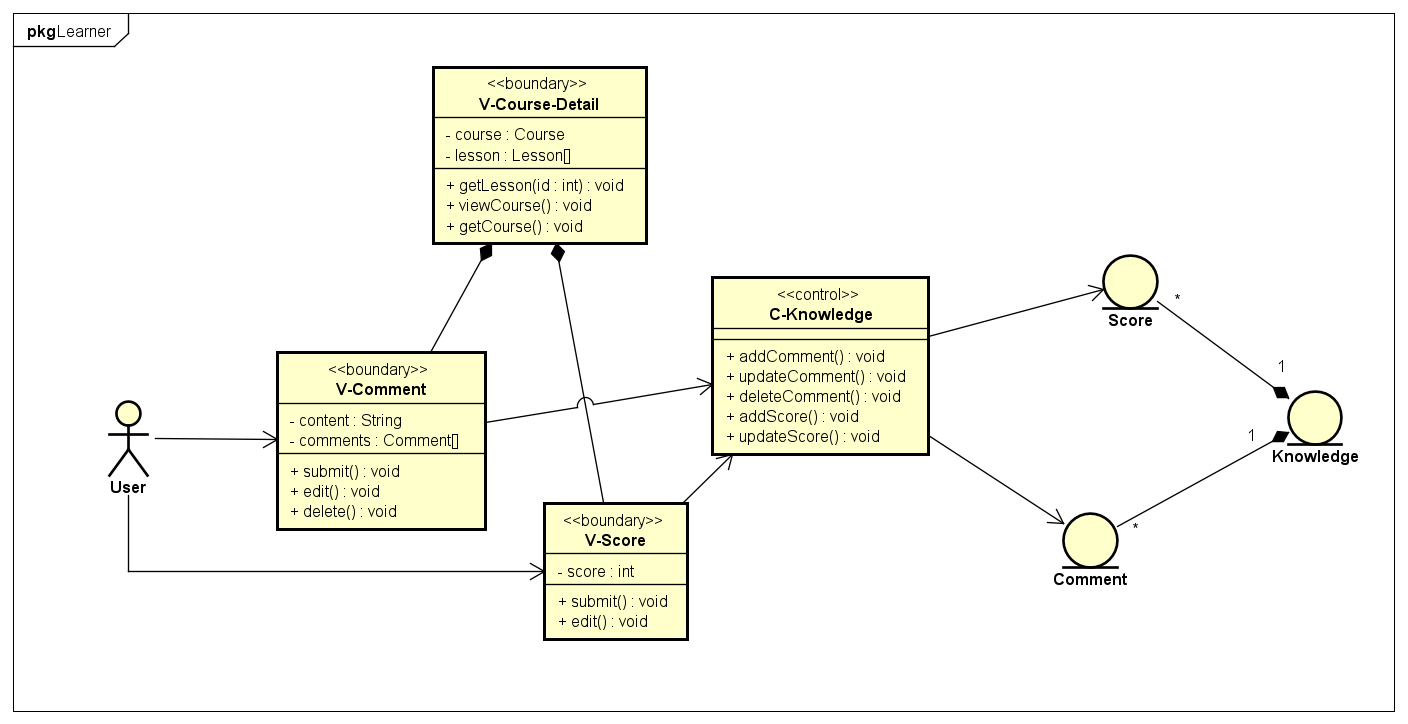 pkgLearner
<<boundary>>
V-Course-Detail
- course : Course
- lesson : Lesson[]
+ getLesson(id : int) : void
+ viewCourse() : void
+ getCourse() : void
<<control>>
C-Knowledge
+ addComment() : void
+ updateComment() : void
+ deleteComment() : void
+ addScore() : void
+ updateScore() : void
Score
*
1
Knowledge
1
*
Comment
<<boundary>>
V-Comment
- content : String
- comments : Comment[]
+ submit() : void
+ edit() : void
+ delete() : void
User
<<boundary>>
V-Score
- score : int
+ submit() : void
+ edit() : void